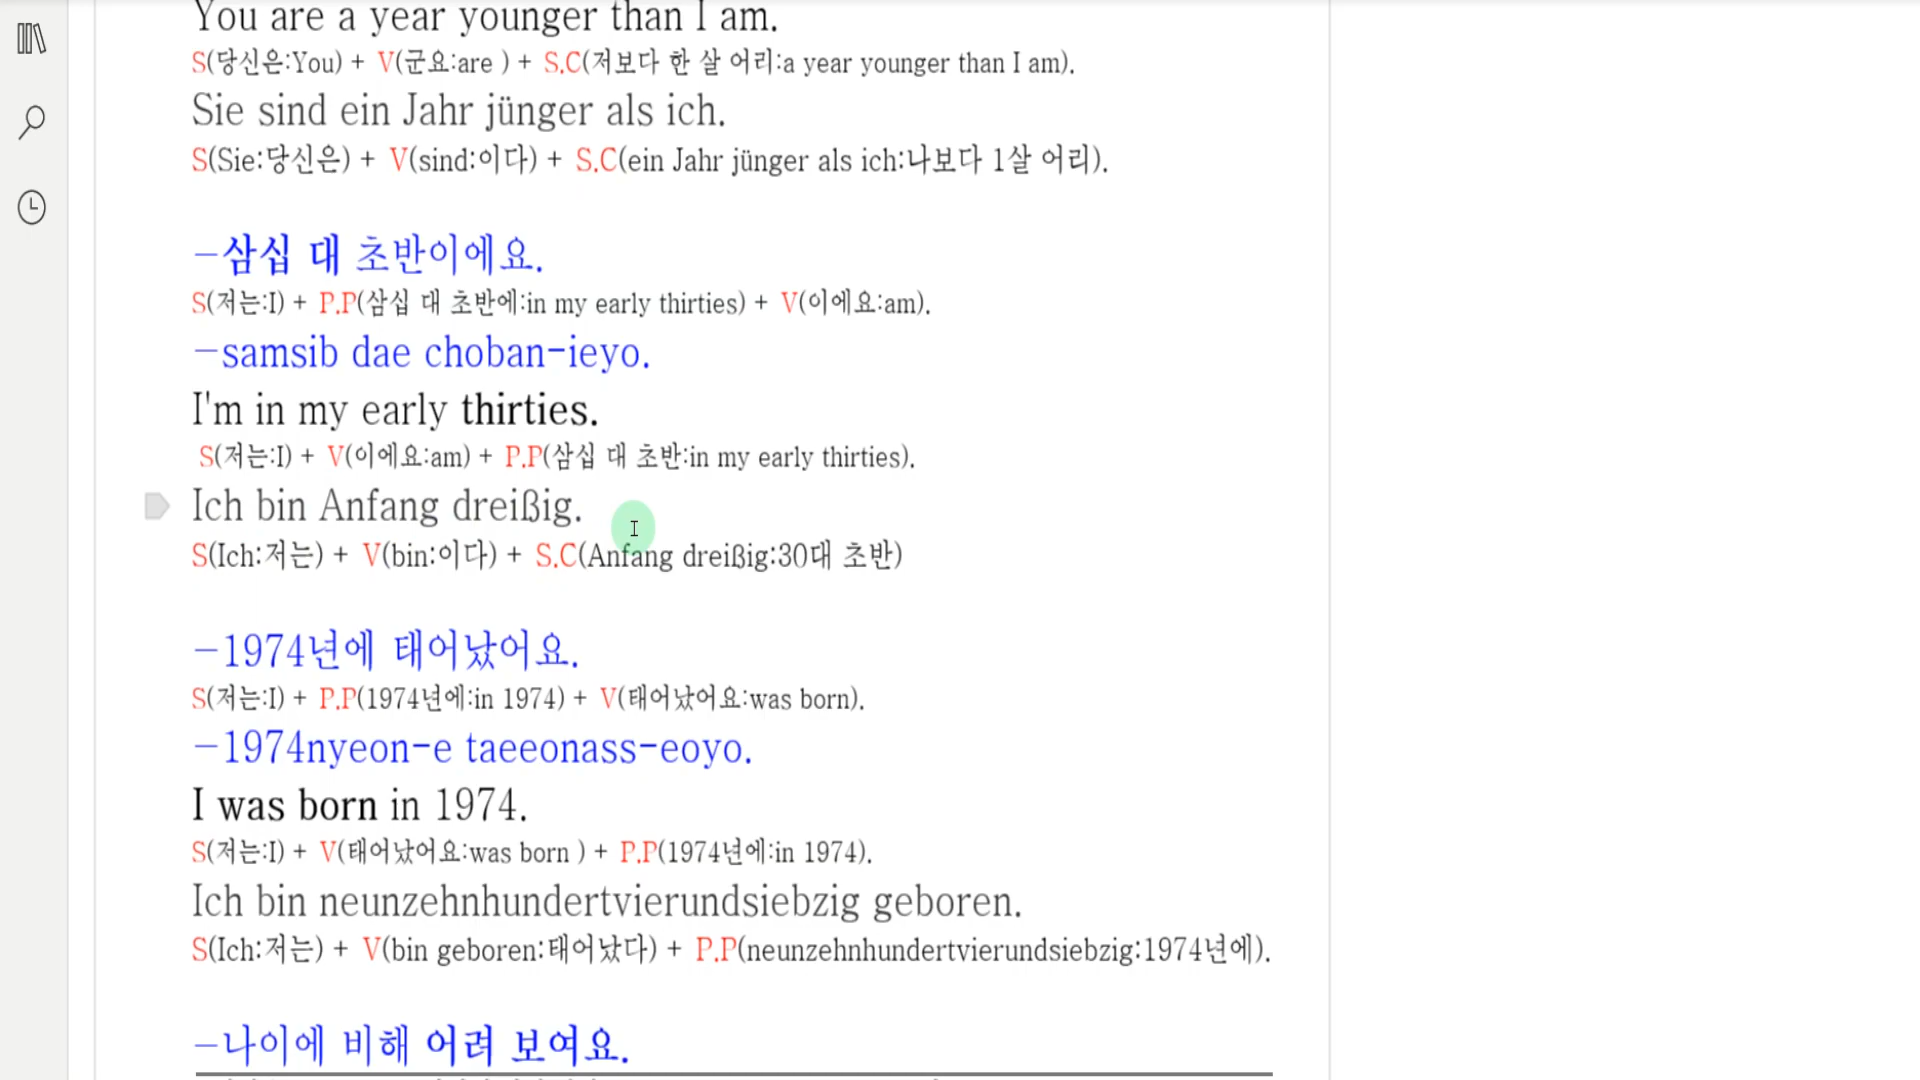 You are a year younger than I am.
S(당신은:You) + V(군요:are ) + S.C(저보다 한 살 어리:a year younger than I am).
Sie sind ein Jahr jünger als ich.
S(Sie:당신은) + V(sind:이다) + S.C(ein Jahr jünger als ich:나보다 1살 어리).
-삼십 대 초반이에요.
S(저는:I) + P.P(삼십 대 초반에:in my early thirties) + V(이에요:am).
-samsib dae choban-ieyo.
I'm in my early thirties.
S(저는:I) + V(이에요:am) + P.P(삼십 대 초반:in my early thirties).
Ich bin Anfang dreißig.
S(Ich:저는) + V(bin:이다) + S.C(Anfang dreißig:30대 초반)
-1974년에 태어났어요.
S(저는:I) + P.P(1974년에:in 1974) + V(태어났어요:was born).
-1974nyeon-e taeeonass-eoyo.
I was born in 1974.
S(저는:I) + V(태어났어요:was born ) + P.P(1974년에:in 1974).
Ich bin neunzehnhundertvierundsiebzig geboren.
S(Ich:저는) + V(bin geboren:태어났다) + P.P(neunzehnhundertvierundsiebzig:1974년에).
-나이에 비해 어려 보여요.